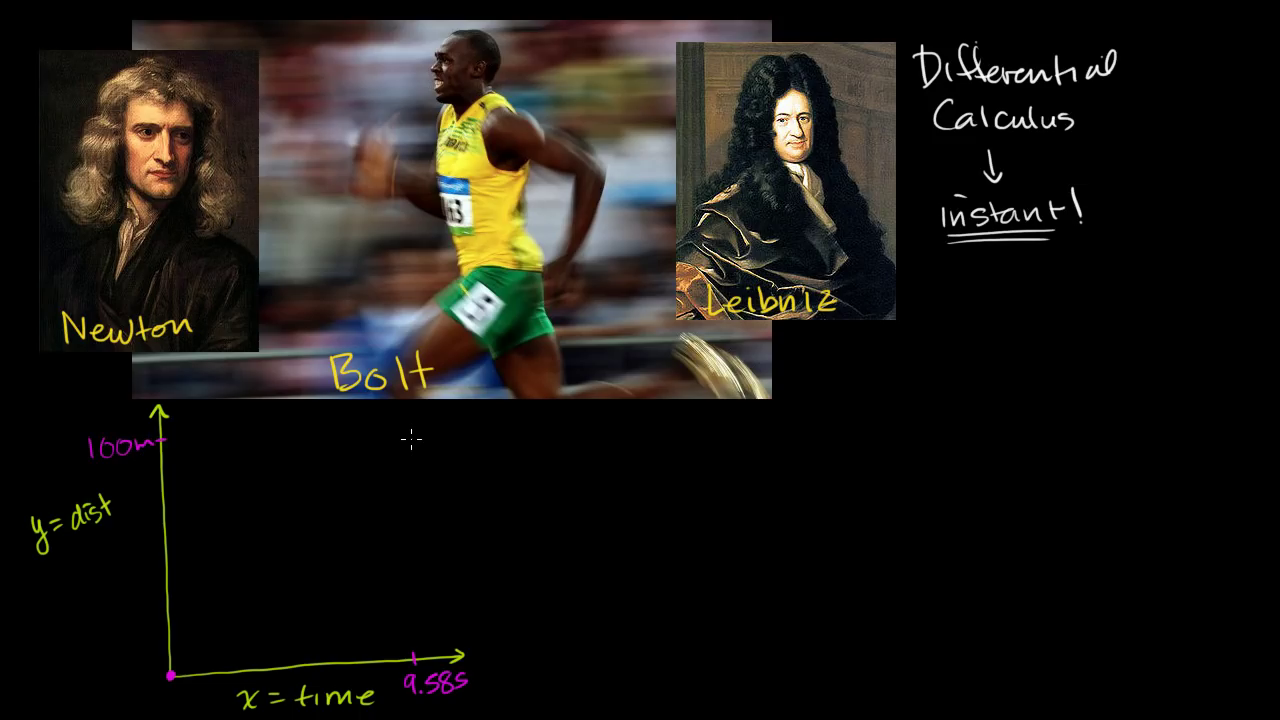 Differential
Calculus
instant!
Newton
Bolt
Leibniz
100m
y = dist
x = time
9.58s